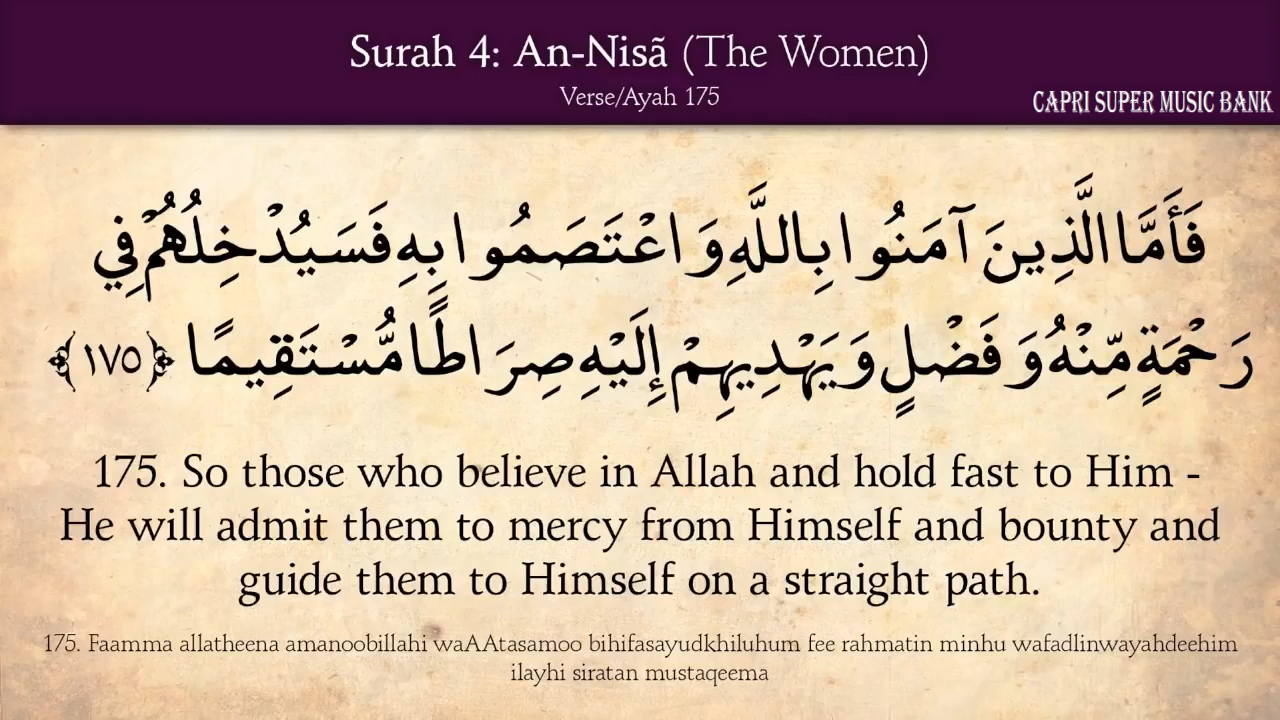 Surah 4: An-Nisã (The Women)
Verse/Ayah 175
CAPRI SUPER MUSIC BANK
فَأَمَّا الَّذِينَ آمَنُوا بِاللَّهِ وَاعْتَصَمُوا بِهِ فَسَيُدْخِلُهُمْ فِي
رَحْمَةٍ مِّنْهُ وَفَضْلٍ وَيَهْدِيهِمْ إِلَيْهِ صِرَاطًا مُّسْتَقِيمًا ﴿١٧٥﴾
175. So those who believe in Allah and hold fast to Him -
He will admit them to mercy from Himself and bounty and
guide them to Himself on a straight path.
175. Faamma allatheena amanoobillahi waAAtasamoo bihifasayudkhiluhum fee rahmatin minhu wafadlinwayahdeehim
ilayhi siratan mustaqeema